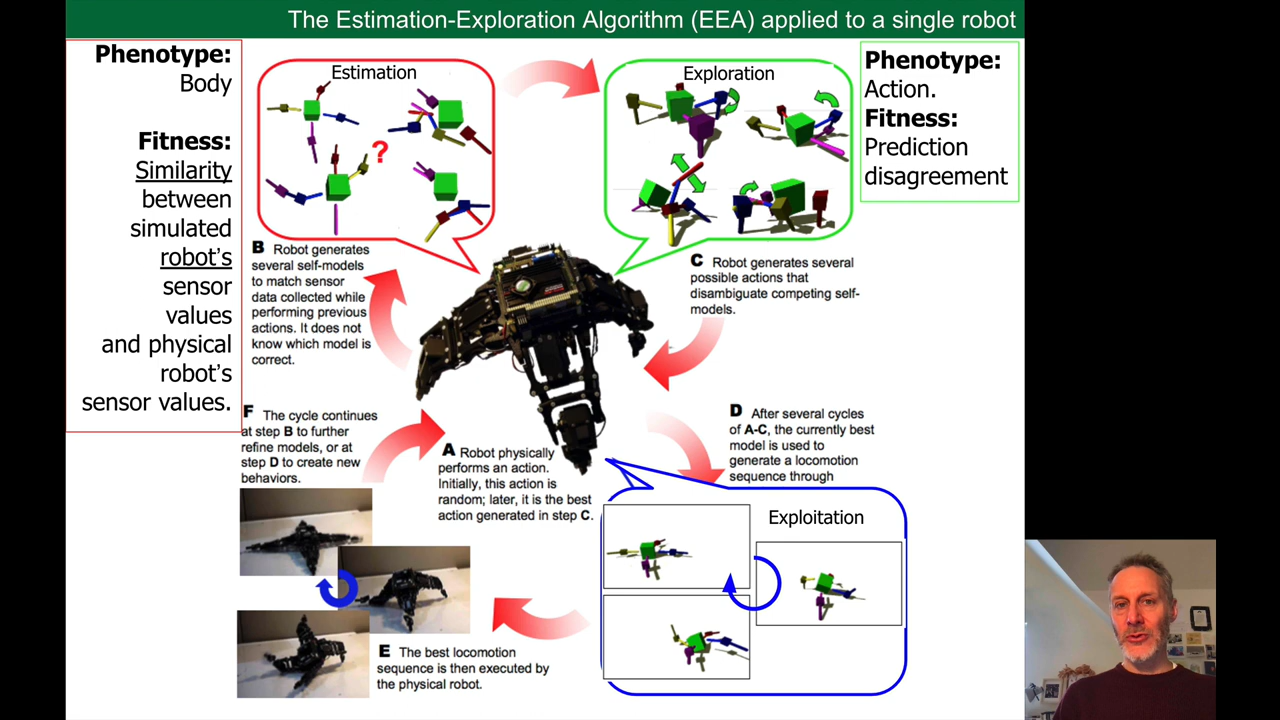 The Estimation-Exploration Algorithm (EEA) applied to a single robot
Phenotype:
Body
Fitness:
Similarity
between
simulated
robot's
sensor
values
and physical
robot's
sensor values.
Estimation
?
Exploration
Phenotype:
Action.
Fitness:
Prediction
disagreement
B Robot generates
several self-models
to match sensor
data collected while
performing previous
actions. It does not
know which model is
correct.
C Robot generates several
possible actions that
disambiguate competing self-
models.
F The cycle continues
at step B to further
refine models, or at
step D to create new
behaviors.
A Robot physically
performs an action.
Initially, this action is
random; later, it is the best
action generated in step C.
D After several cycles
of A-C, the currently best
model is used to
generate a locomotion
sequence through
Exploitation
E The best locomotion
sequence is then executed by
the physical robot.